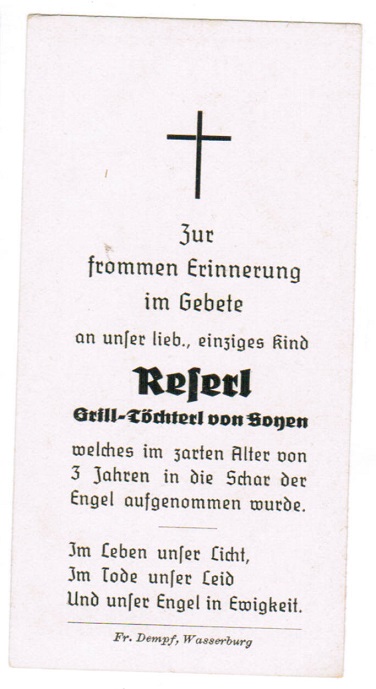 Zur
frommen Erinnerung
im Gebete
an unſer lieb., einziges Kind
Reſerl
Grill-Töchterl von Soyen
welches im zarten Alter von
3 Jahren in die Schar der
Engel aufgenommen wurde.
Im Leben unſer Licht,
Im Tode unſer Leid
Und unſer Engel in Ewigkeit.
Fr. Dempf, Wasserburg